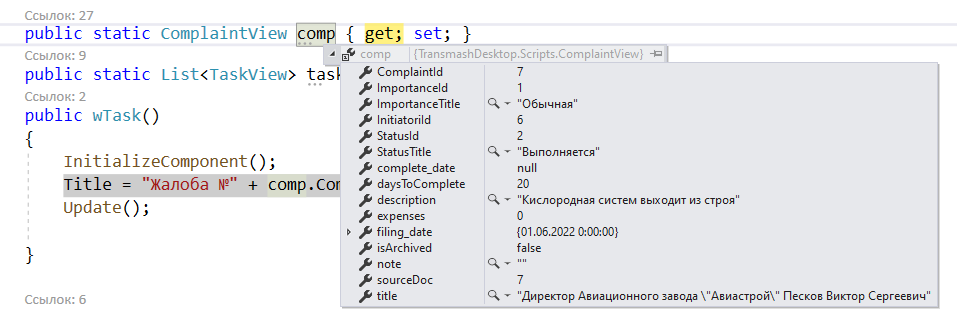 Ссылок: 27
public static ComplaintView comp { get; set; }
Ссылок: 9
comp {TransmashDesktop.Scripts.ComplaintView}
public static List<TaskView> task
ComplaintId 7
ImportanceId 1
Ссылок: 2
ImportanceTitle "Обычная"
public wTask()
InitiatorId 6
{
StatusId 2
StatusTitle "Выполняется"
InitializeComponent();
complete_date null
Title = "Жалоба №" + comp.Com
daysToComplete 20
description "Кислородная систем выходит из строя"
Update();
expenses 0
filing_date {01.06.2022 0:00:00}
isArchived false
}
note ""
sourceDoc 7
Ссылок: 6
title "Директор Авиационного завода \"Авиастрой\" Песков Виктор Сергеевич"